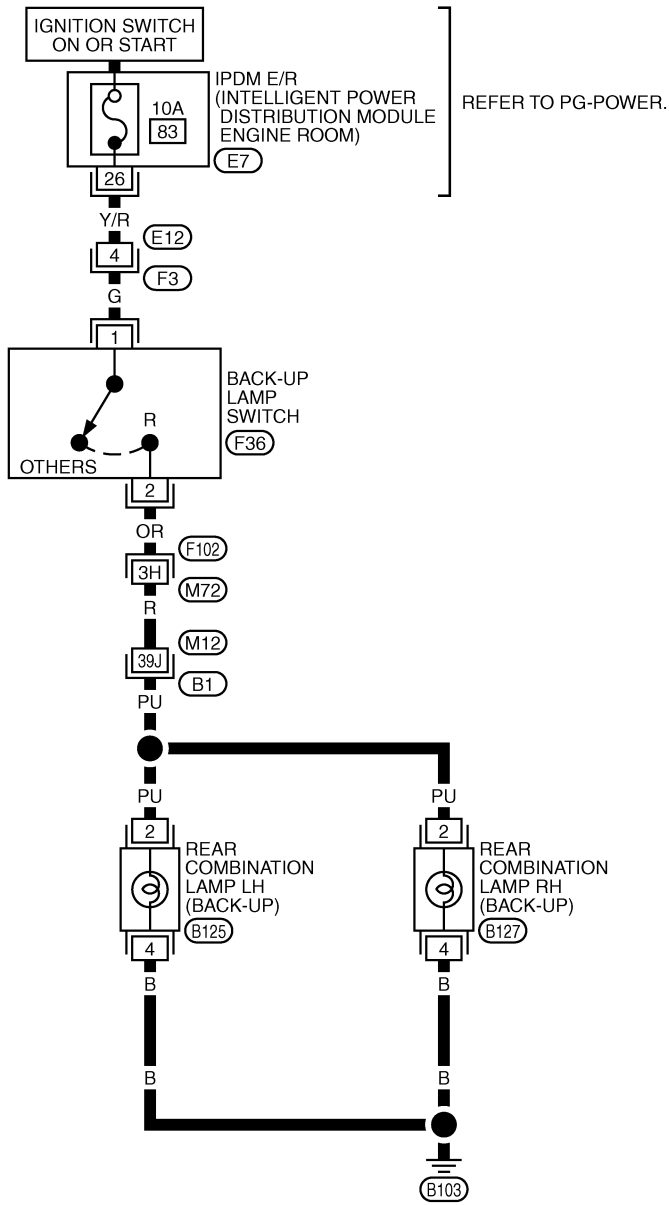 IGNITION SWITCH
ON OR START
IPDM E/R
(INTELLIGENT POWER
DISTRIBUTION MODULE
ENGINE ROOM)
10A
83
E7
REFER TO PG-POWER.
26
Y/R
E12
4
F3
G
1
BACK-UP
LAMP
SWITCH
F36
R
OTHERS
2
OR
F102
3H
M72
R
M12
39J
B1
PU
PU
PU
2
REAR
COMBINATION
LAMP LH
(BACK-UP)
B125
4
2
REAR
COMBINATION
LAMP RH
(BACK-UP)
B127
4
B
B
B
B
B103